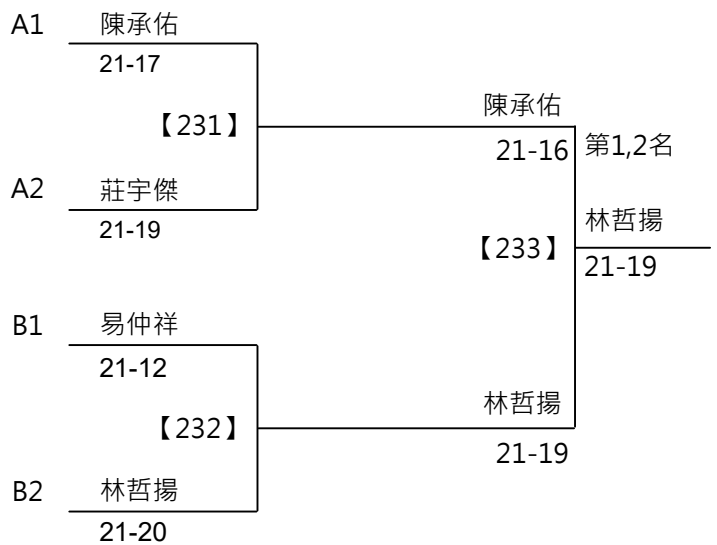 A1 陳承佑
21-17
【231】
陳承佑
21-16 第1,2名
A2 莊宇傑
21-19
林哲揚
【233】
21-19
B1 易仲祥
21-12
林哲揚
【232】
21-19
B2 林哲揚
21-20